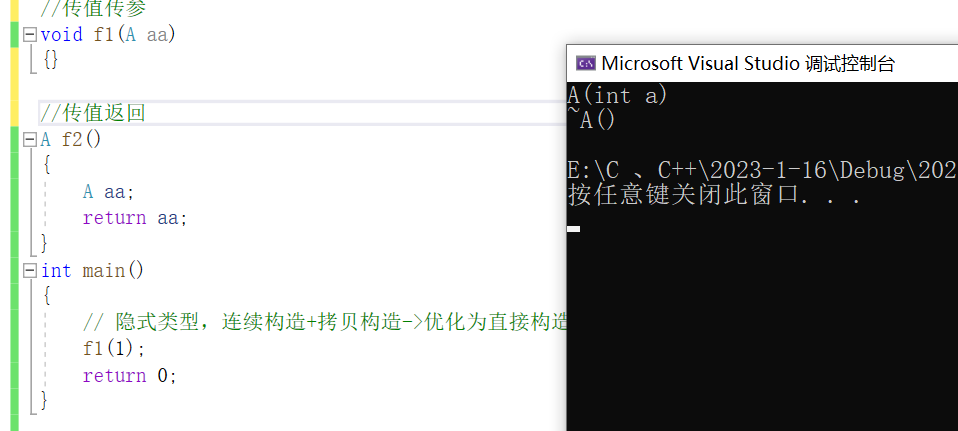 //传值传参
void f1(A aa)
{}
//传值返回
A f2()
{
A aa;
return aa;
}
int main()
{
// 隐式类型，连续构造+拷贝构造->优化为直接构造
f1(1);
return 0;
}
Microsoft Visual Studio 调试控制台
A(int a)
~A()
E:\C 、C++\2023-1-16\Debug\202
按任意键关闭此窗口. . .